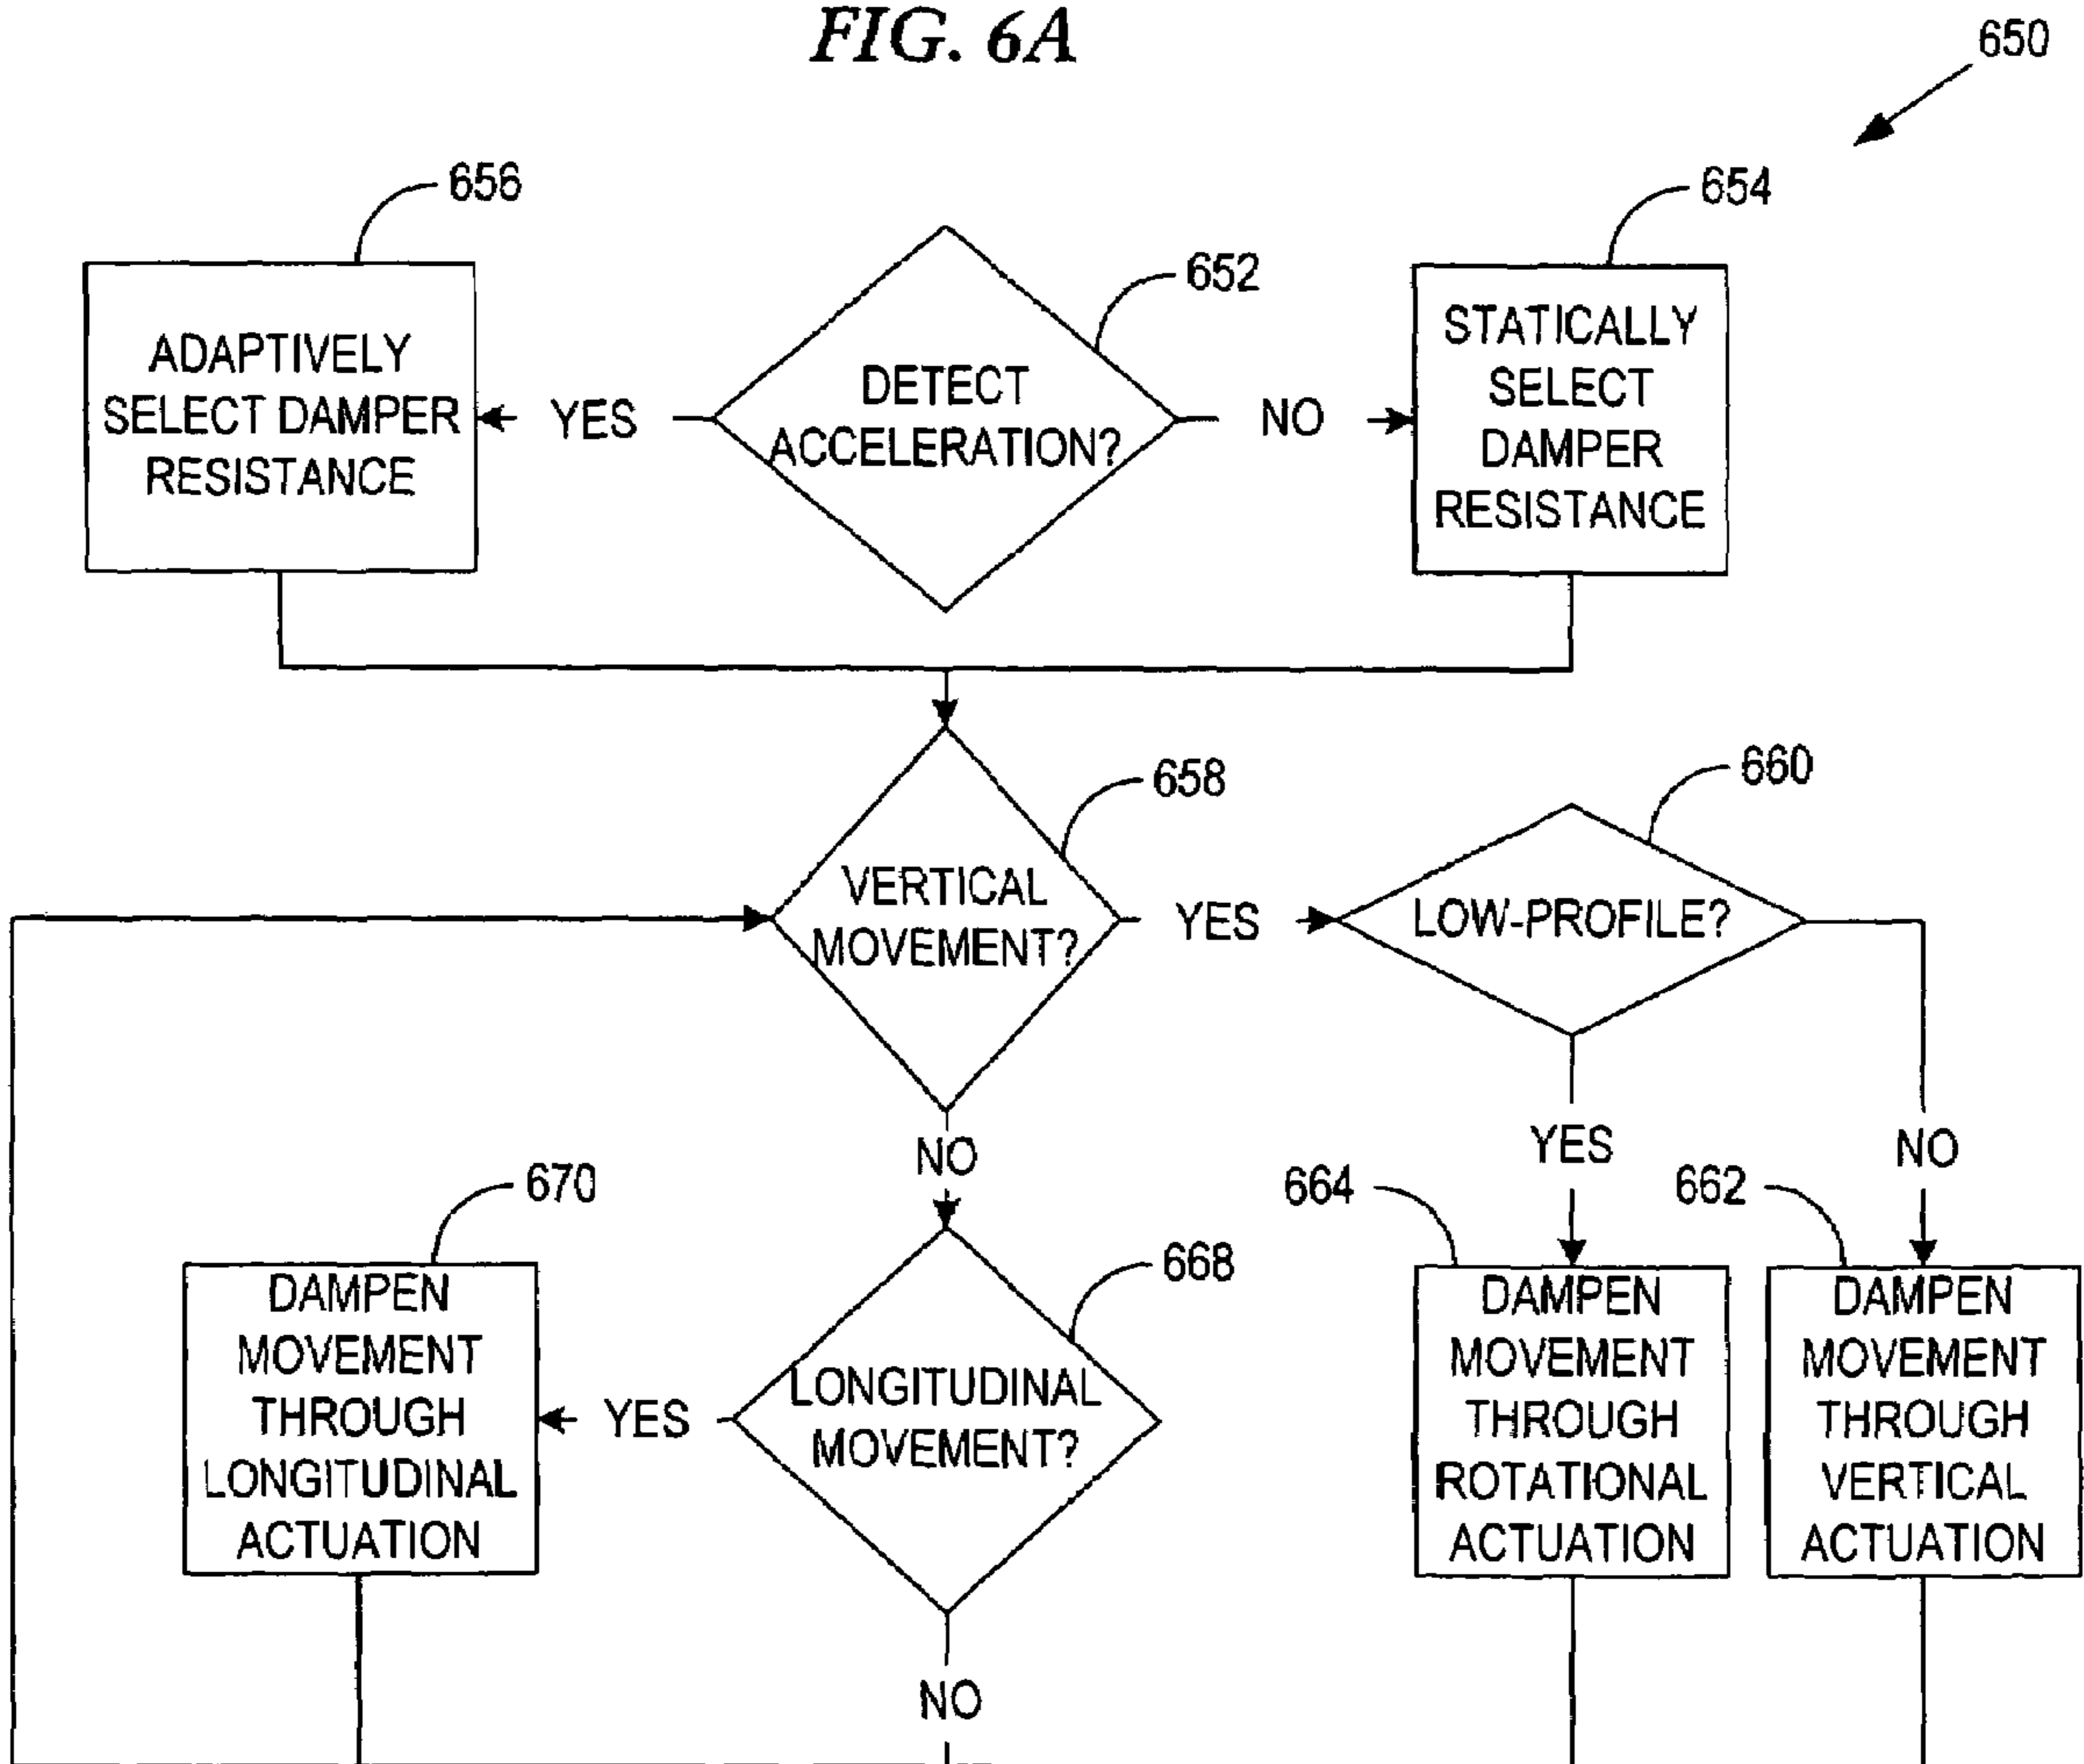 FIG. 6A
650
656
654
652
ADAPTIVELY
SELECT DAMPER
RESISTANCE
YES
DETECT
ACCELERATION?
NO
STATICALLY
SELECT
DAMPER
RESISTANCE
658
660
VERTICAL
MOVEMENT?
YES
LOW-PROFILE?
NO
YES
NO
670
664
662
668
DAMPEN
MOVEMENT
THROUGH
LONGITUDINAL
ACTUATION
YES
LONGITUDINAL
MOVEMENT?
DAMPEN
MOVEMENT
THROUGH
ROTATIONAL
ACTUATION
DAMPEN
MOVEMENT
THROUGH
VERTICAL
ACTUATION
NO